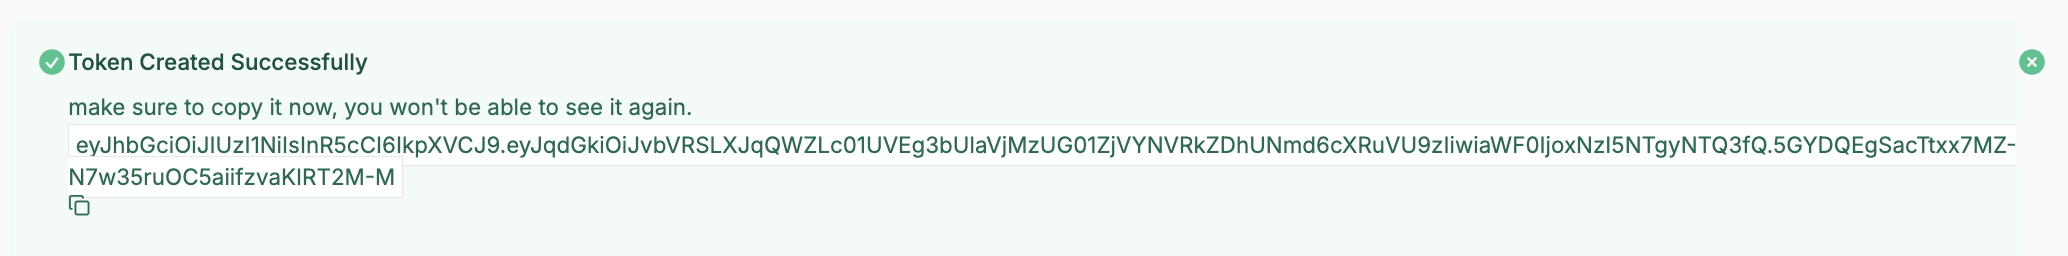 Token Created Successfully
make sure to copy it now, you won't be able to see it again.
eyJhbGciOiJIUzI1NiIsInR5cCI6IkpXVCJ9.eyJqdGkiOiJvbVRSLXJqQWZLc01UVEg3bUlaVjMzUG01ZjVYNVRkZDhUNmd6cXRuVU9zIiwiaWF0IjoxNzI5NTgyNTQ3fQ.5GYDQEgSacTtxx7MZ-
N7w35ruOC5aiifzvaKIRT2M-M